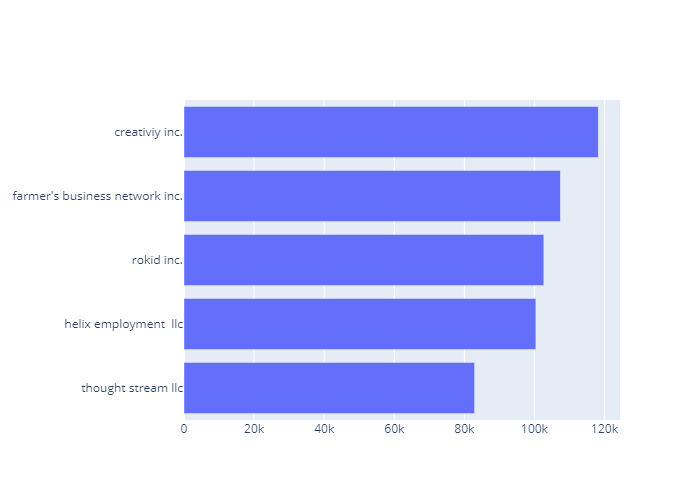 creativiy inc.
farmer's business network inc.
rokid inc.
helix employment  llc
thought stream llc
0 20k 40k 60k 80k 100k 120k